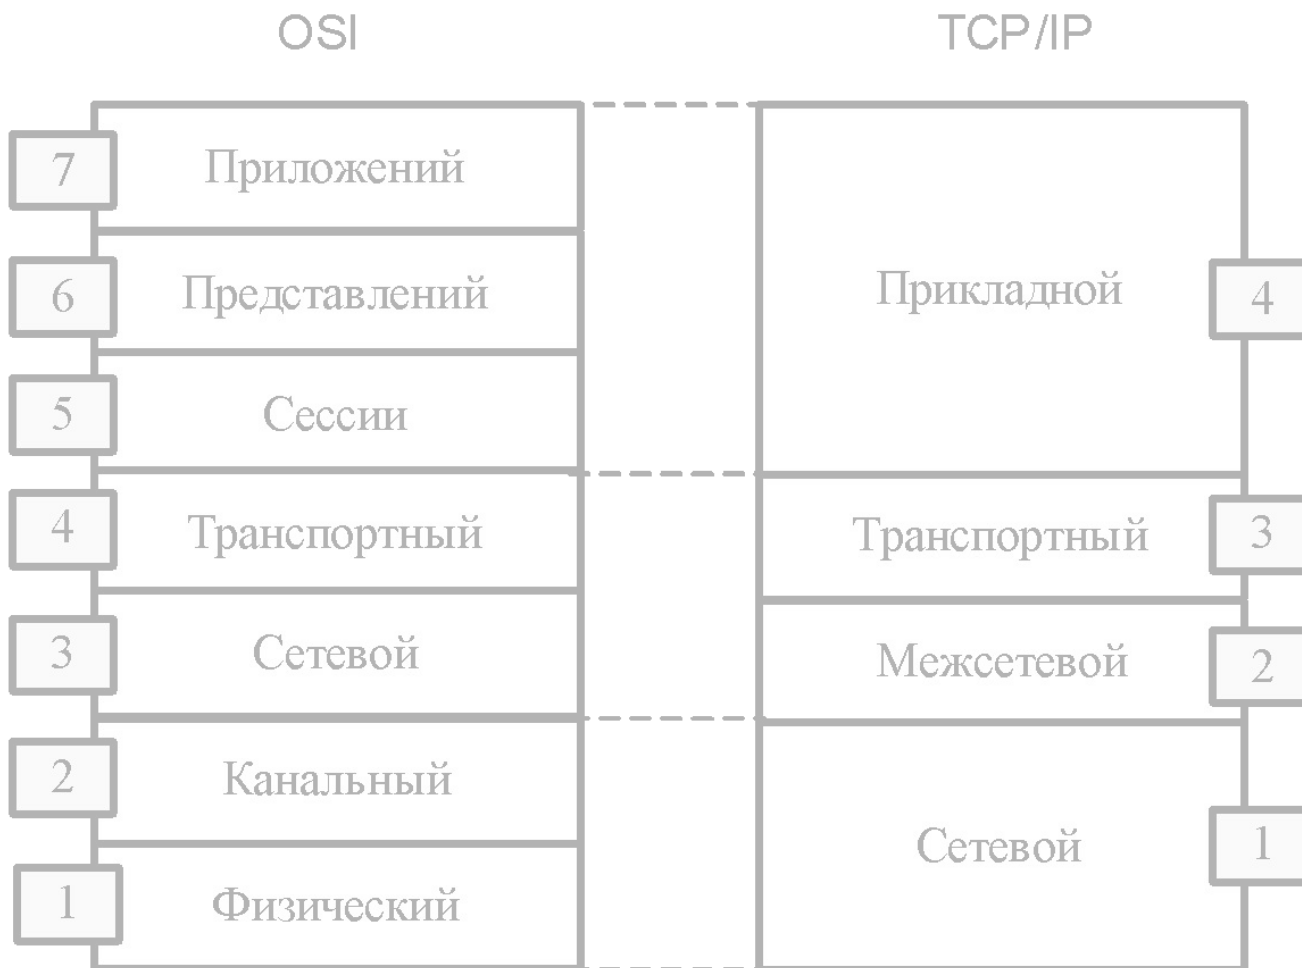 OSI
TCP/IP
7
Приложений
6
Представлений
5
Сессии
4
Транспортный
3
Сетевой
2
Канальный
1
Физический
Прикладной
4
Транспортный
3
Межсетевой
2
Сетевой
1